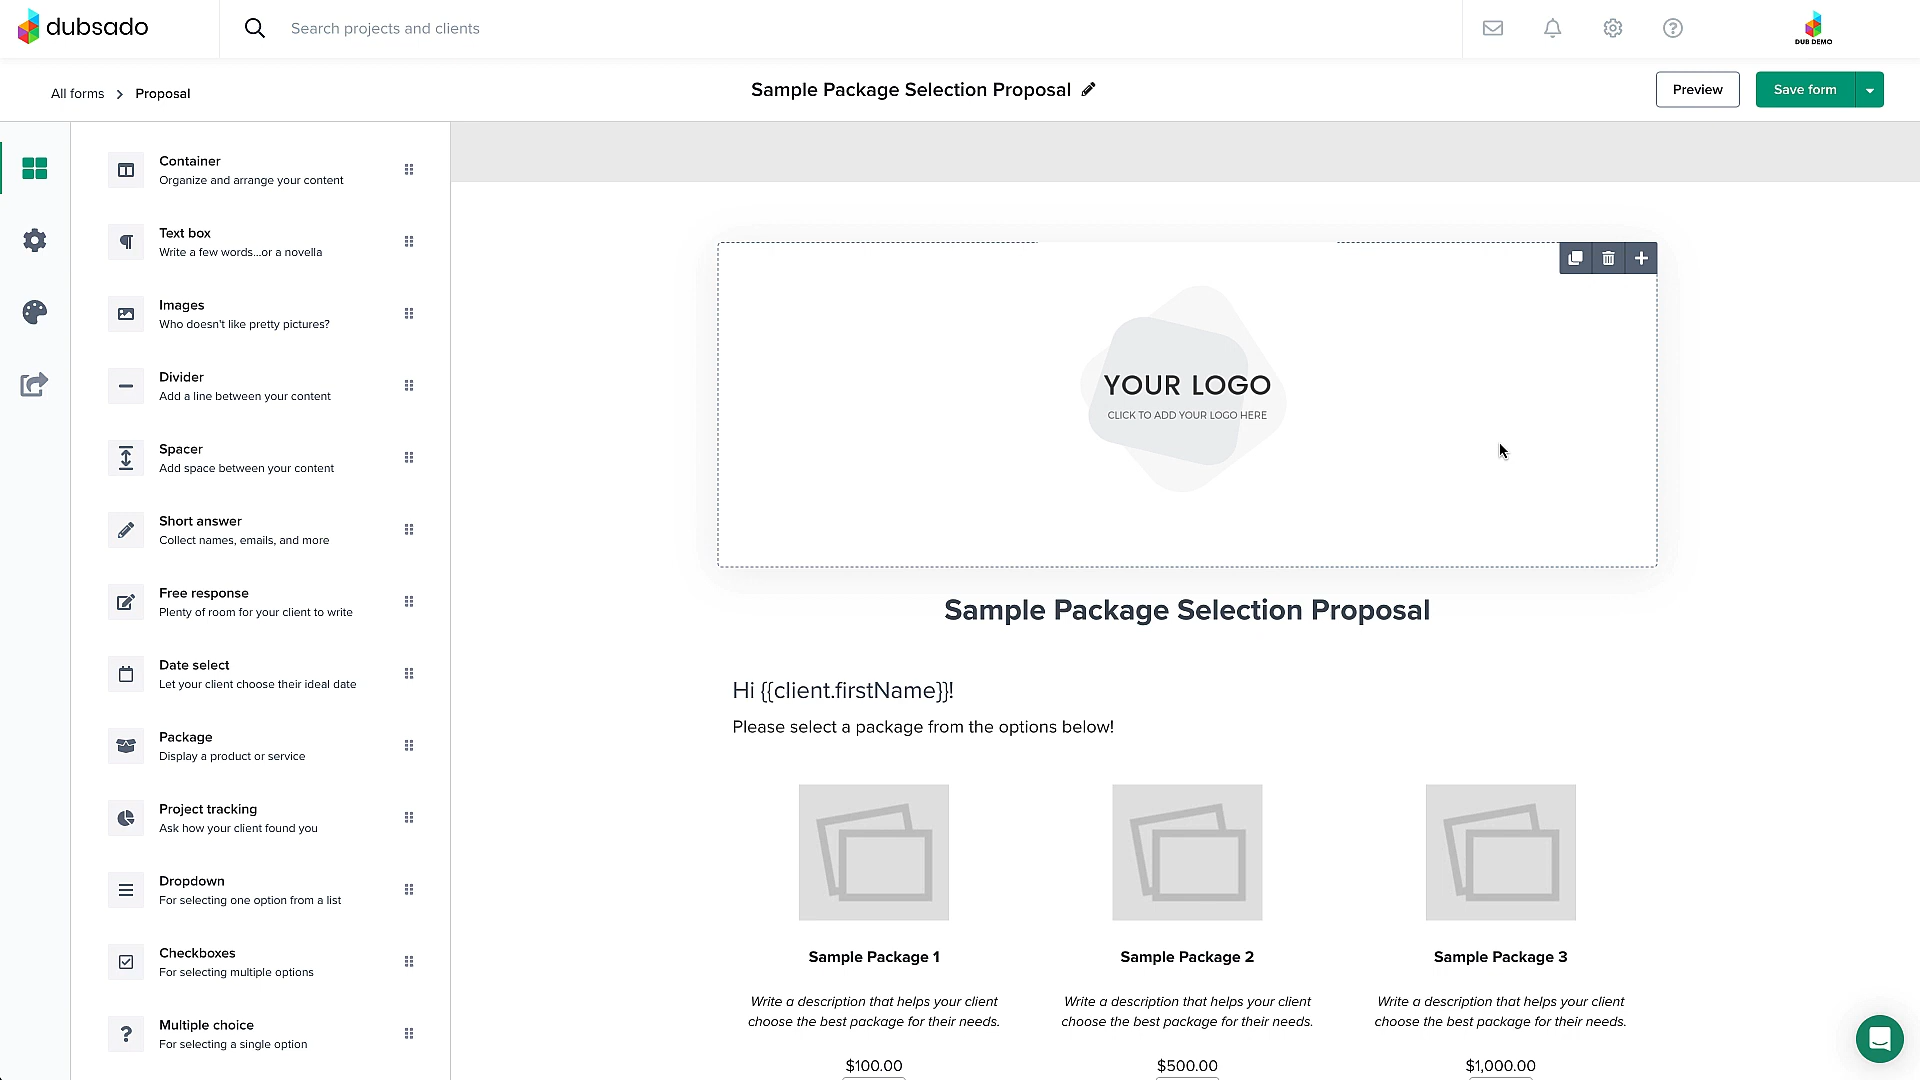 dubsado
Search projects and clients
DUB DEMO
All forms > Proposal
Sample Package Selection Proposal
Preview
Save form
Container
Organize and arrange your content
Text box
Write a few words...or a novella
Images
Who doesn't like pretty pictures?
Divider
Add a line between your content
Spacer
Add space between your content
Short answer
Collect names, emails, and more
Free response
Plenty of room for your client to write
Date select
Let your client choose their ideal date
Package
Display a product or service
Project tracking
Ask how your client found you
Dropdown
For selecting one option from a list
Checkboxes
For selecting multiple options
Multiple choice
For selecting a single option
YOUR LOGO
CLICK TO ADD YOUR LOGO HERE
Sample Package Selection Proposal
Hi {{client.firstName}}!
Please select a package from the options below!
Sample Package 1
Write a description that helps your client
choose the best package for their needs.
$100.00
Sample Package 2
Write a description that helps your client
choose the best package for their needs.
$500.00
Sample Package 3
Write a description that helps your client
choose the best package for their needs.
$1,000.00